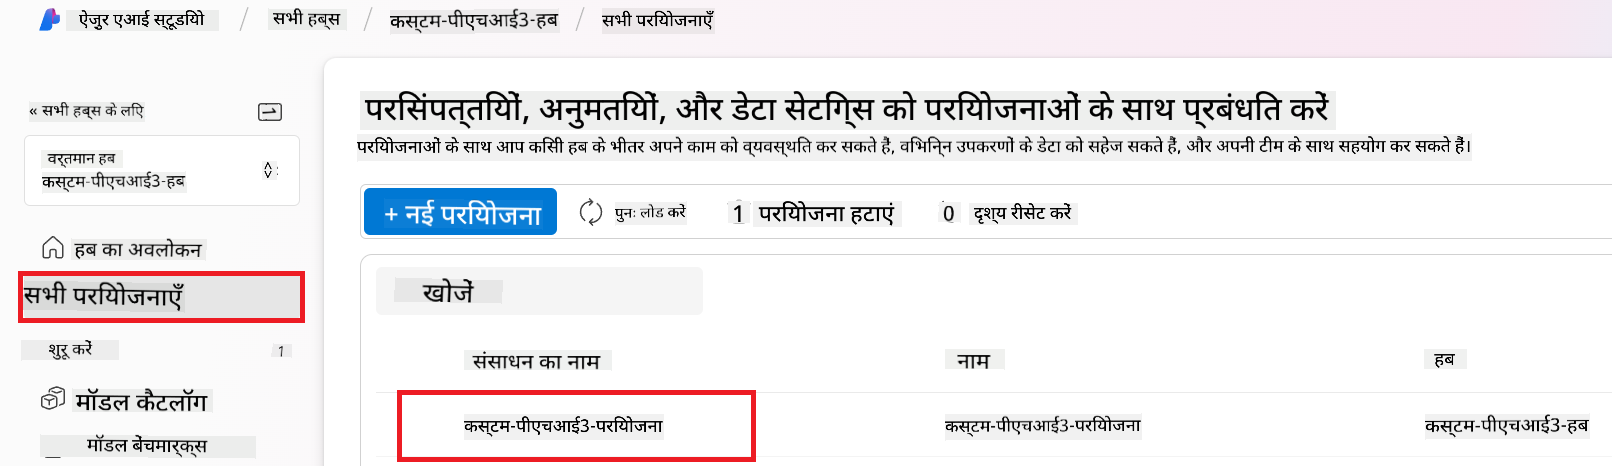 ऐजुर एआई स्टूडियो / सभी हब्स / कस्टम-पीएचआई3-हब / सभी परियोजनाएँ
« सभी हब्स के लिए
वर्तमान हब
कस्टम-पीएचआई3-हब
हब का अवलोकन
सभी परियोजनाएँ
शुरू करें 1
मॉडल कैटलॉग
मॉडल बेंचमार्क्स
परिसंपत्तियों, अनुमतियों, और डेटा सेटिंग्स को परियोजनाओं के साथ प्रबंधित करें
परियोजनाओं के साथ आप किसी हब के भीतर अपने काम को व्यवस्थित कर सकते हैं, विभिन्न उपकरणों के डेटा को सहेज सकते हैं, और अपनी टीम के साथ सहयोग कर सकते हैं।
+ नई परियोजना पुनः लोड करें 1 परियोजना हटाएं 0 दृश्य रीसेट करें
खोजें
संसाधन का नाम नाम हब
कस्टम-पीएचआई3-परियोजना कस्टम-पीएचआई3-परियोजना कस्टम-पीएचआई3-हब